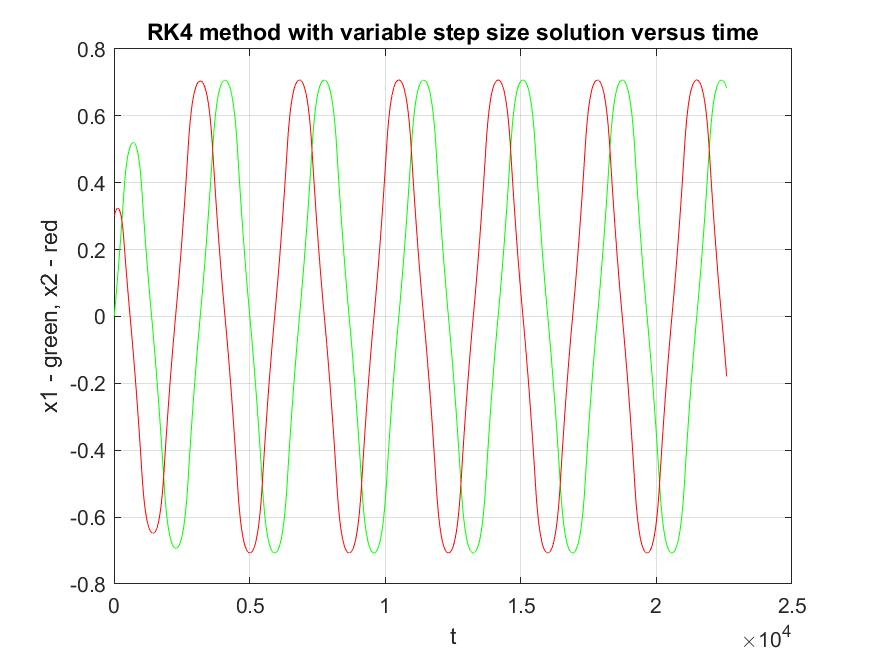 RK4 method with variable step size solution versus time
0.8
0.6
0.4
0.2
0
-0.2
-0.4
-0.6
-0.8
x1 - green, x2 - red
0 0.5 1 1.5 2 2.5
t
×10⁴